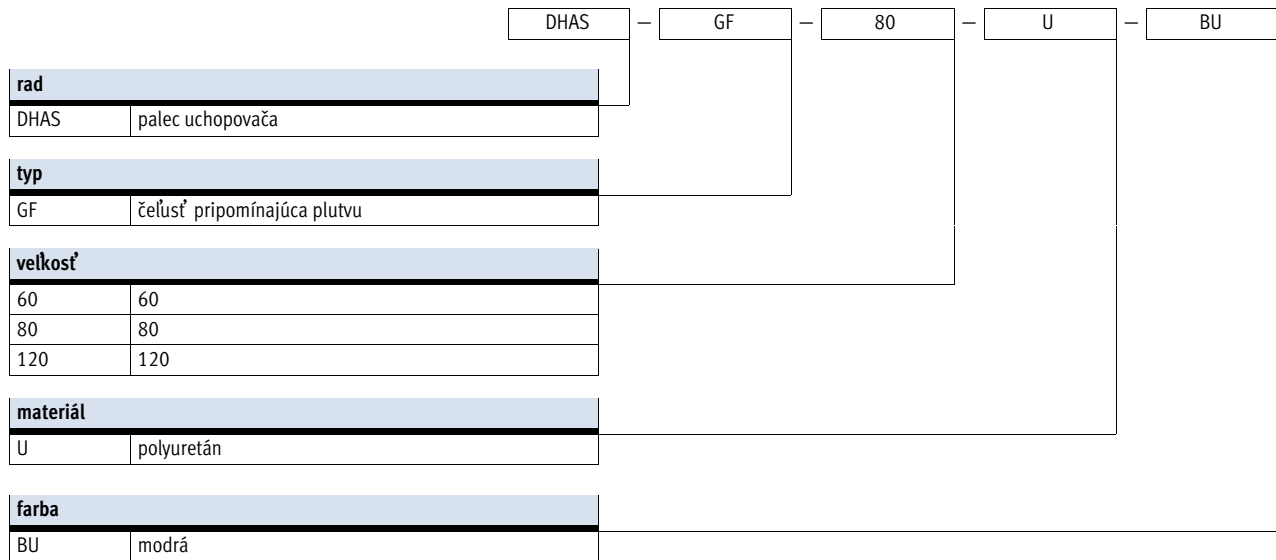 DHAS — GF — 80 — U — BU
rad
DHAS palec uchopovača
typ
GF čeľusť pripomínajúca plutvu
veľkosť
60 60
80 80
120 120
materiál
U polyuretán
farba
BU modrá